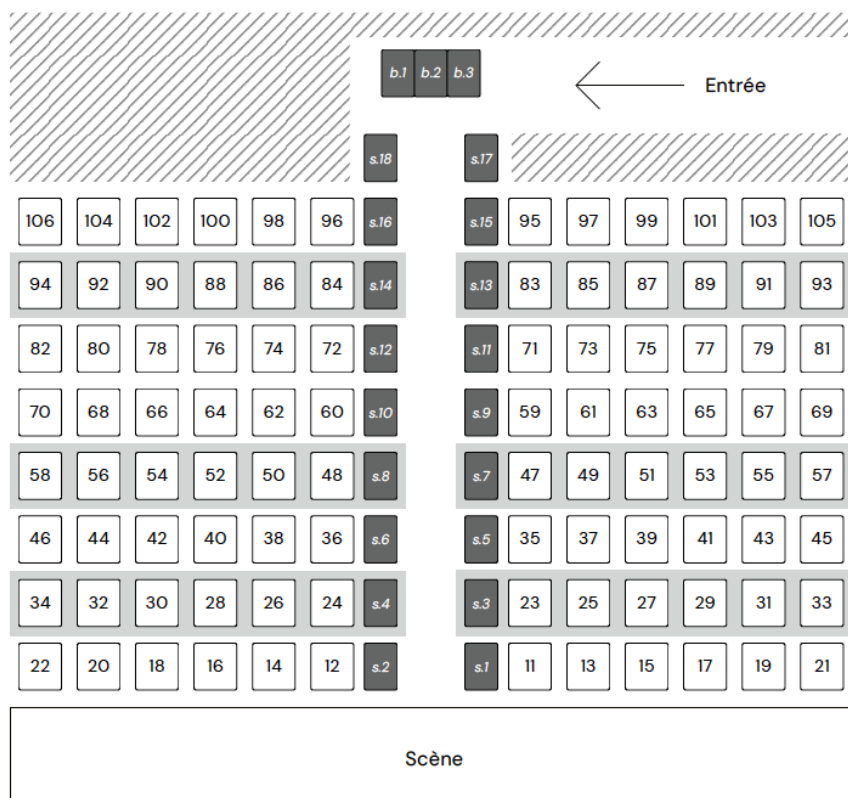 b.1 b.2 b.3
Entrée
s.18 s.17
106 104 102 100 98 96 s.16 s.15 95 97 99 101 103 105
94 92 90 88 86 84 s.14 s.13 83 85 87 89 91 93
82 80 78 76 74 72 s.12 s.11 71 73 75 77 79 81
70 68 66 64 62 60 s.10 s.9 59 61 63 65 67 69
58 56 54 52 50 48 s.8 s.7 47 49 51 53 55 57
46 44 42 40 38 36 s.6 s.5 35 37 39 41 43 45
34 32 30 28 26 24 s.4 s.3 23 25 27 29 31 33
22 20 18 16 14 12 s.2 s.1 11 13 15 17 19 21
Scène